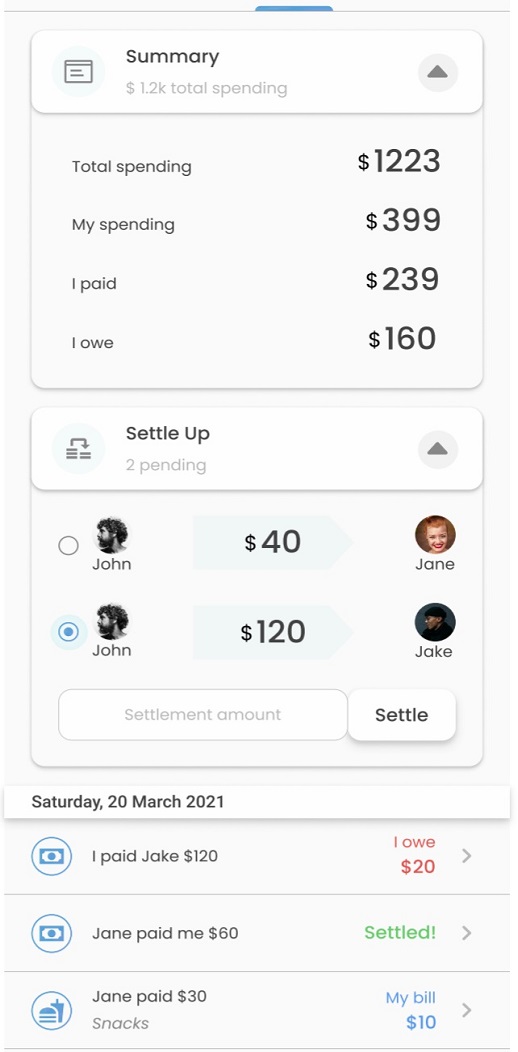 Summary
$ 1.2k total spending
Total spending $1223
My spending $399
I paid $239
I owe $160
Settle Up
2 pending
$40
John Jane
$120
John Jake
Settlement amount Settle
Saturday, 20 March 2021
I paid Jake $120 I owe
$20
Jane paid me $60 Settled!
Jane paid $30 My bill
Snacks $10